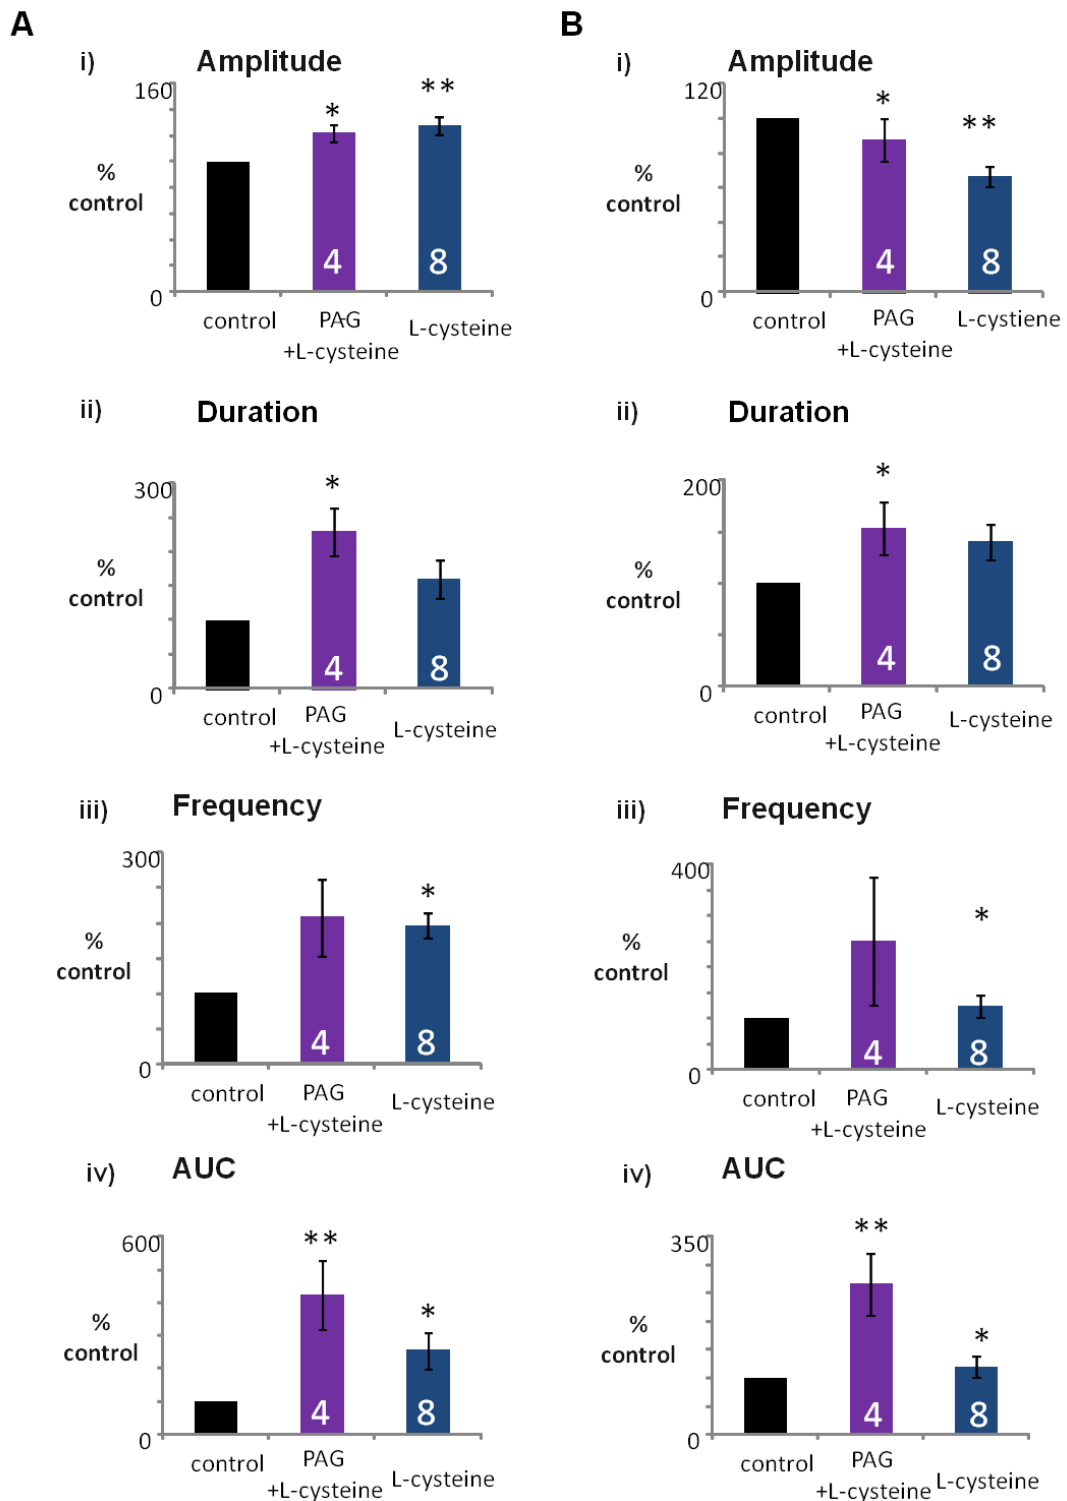 A
B
i)
Amplitude
160
*
**
%
control
4
8
0
control
PAG
+L-cysteine
L-cysteine
i)
Amplitude
120
*
**
%
control
4
8
0
control
PAG
+L-cysteine
L-cystiene
ii)
Duration
300
*
%
control
4
8
0
control
PAG
+L-cysteine
L-cysteine
ii)
Duration
200
*
%
control
4
8
0
control
PAG
+L-cysteine
L-cysteine
iii)
Frequency
300
*
%
control
4
8
0
control
PAG
+L-cysteine
L-cysteine
iii)
Frequency
400
*
%
control
4
8
0
control
PAG
+L-cysteine
L-cysteine
iv)
AUC
600
**
*
%
control
4
8
0
control
PAG
+L-cysteine
L-cysteine
iv)
AUC
350
**
*
%
control
4
8
0
control
PAG
+L-cysteine
L-cysteine